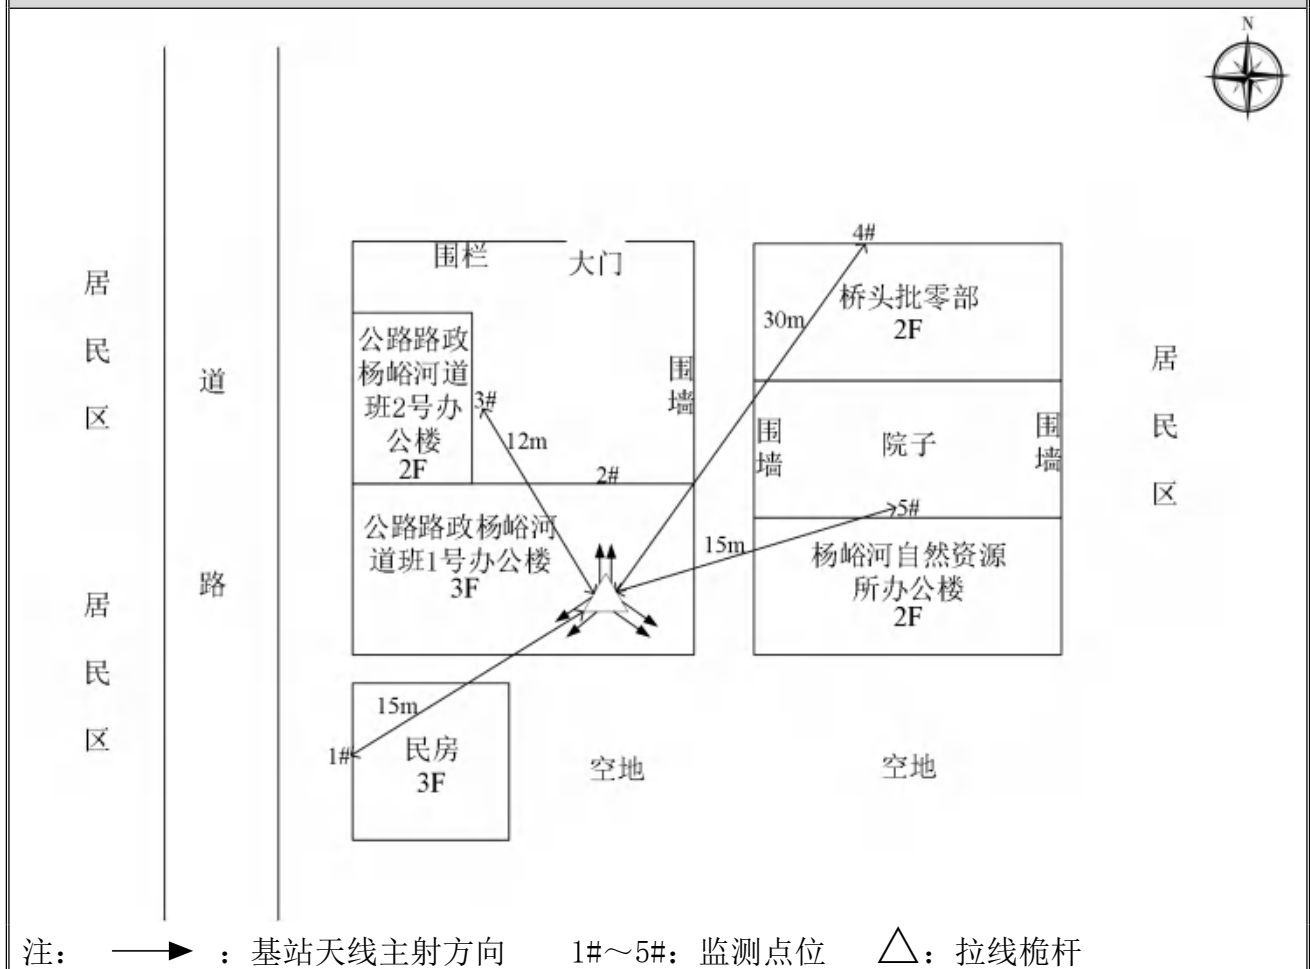 N
居
民
区
居
民
区
道
路
围栏
大门
公路路政
杨峪河道
班2号办
公楼
2F
3#
12m
围
墙
2#
公路路政杨峪河
道班1号办公楼
3F
15m
1#
民房
3F
空地
4#
30m
桥头批零部
2F
围
墙
院子
围
墙
5#
15m
杨峪河自然资源
所办公楼
2F
空地
居
民
区
注： ：基站天线主射方向 1#～5#：监测点位 △：拉线桅杆